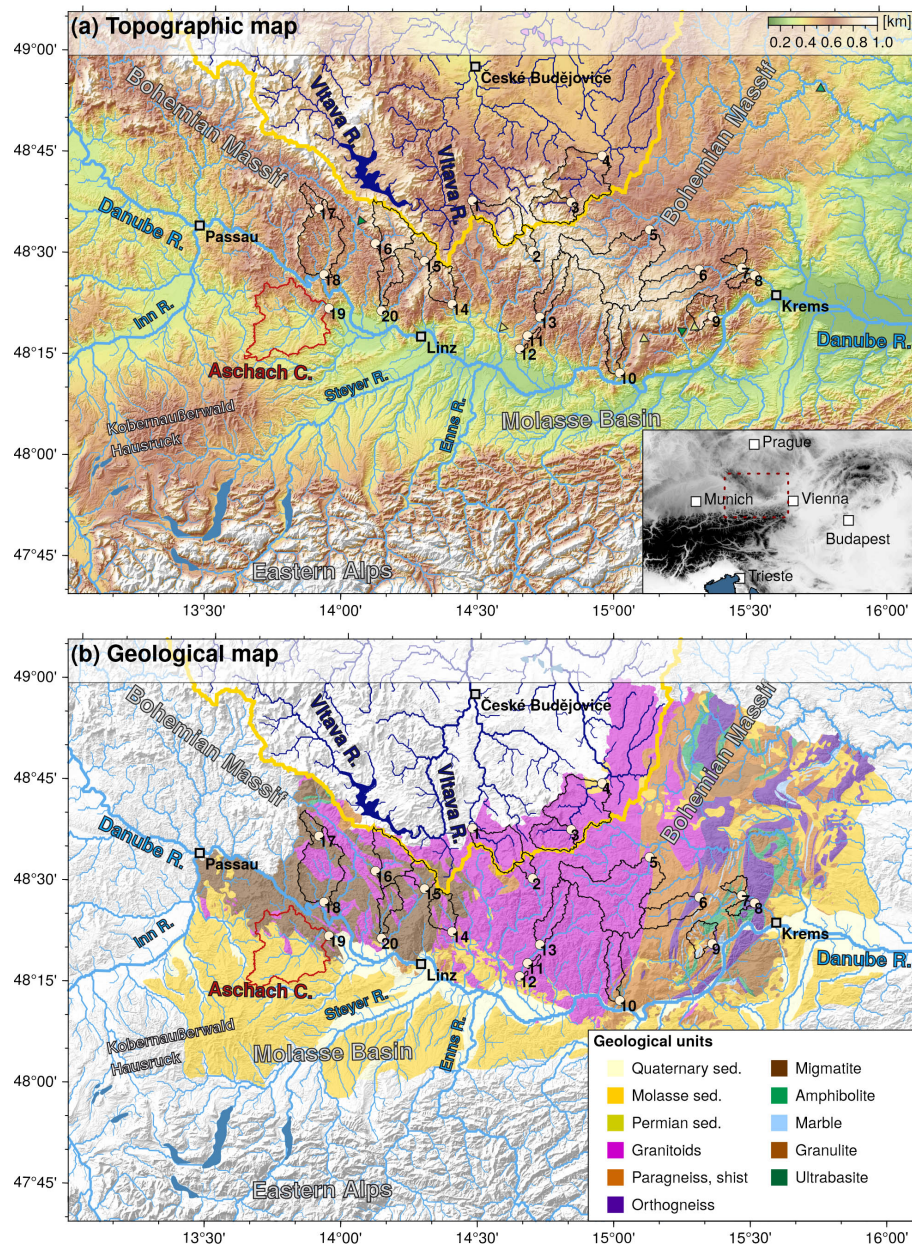 (a) Topographic map
[km]
0.2 0.4 0.6 0.8 1.0
49°00'
48°45'
48°30'
48°15'
48°00'
47°45'
České Budějovice
Bohemian Massif
Vltava R.
Vltava R.
Bohemian Massif
Danube R.
Passau
Inn R.
Aschach C.
Linz
Steyer R.
Enns R.
Krems
Danube R.
Molasse Basin
Kobernaußerwald
Hausruck
Eastern Alps
1
2
3
4
5
6
7
8
9
10
11
12
13
14
15
16
17
18
19
20
Prague
Munich
Vienna
Budapest
Trieste
13°30'
14°00'
14°30'
15°00'
15°30'
16°00'
(b) Geological map
49°00'
48°45'
48°30'
48°15'
48°00'
47°45'
České Budějovice
Bohemian Massif
Vltava R.
Vltava R.
Bohemian Massif
Danube R.
Passau
Inn R.
Aschach C.
Linz
Steyer R.
Enns R.
Krems
Danube R.
Kobernaußerwald
Hausruck
Molasse Basin
Eastern Alps
2
3
4
5
6
7
8
9
10
11
12
13
14
15
16
17
18
19
20
Geological units
Quaternary sed.
Molasse sed.
Permian sed.
Granitoids
Paragneiss, shist
Orthogneiss
Migmatite
Amphibolite
Marble
Granulite
Ultrabasite
13°30'
14°00'
14°30'
15°00'
15°30'
16°00'